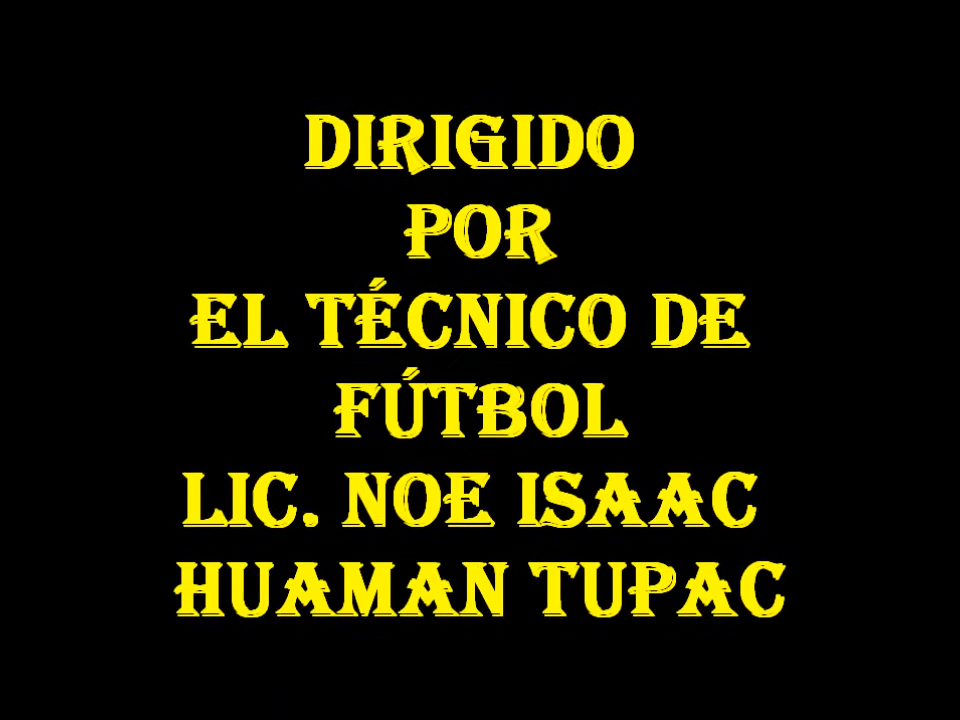 DIRIGIDO
POR
EL TÉCNICO DE
FÚTBOL
LIC. NOE ISAAC
HUAMAN TUPAC